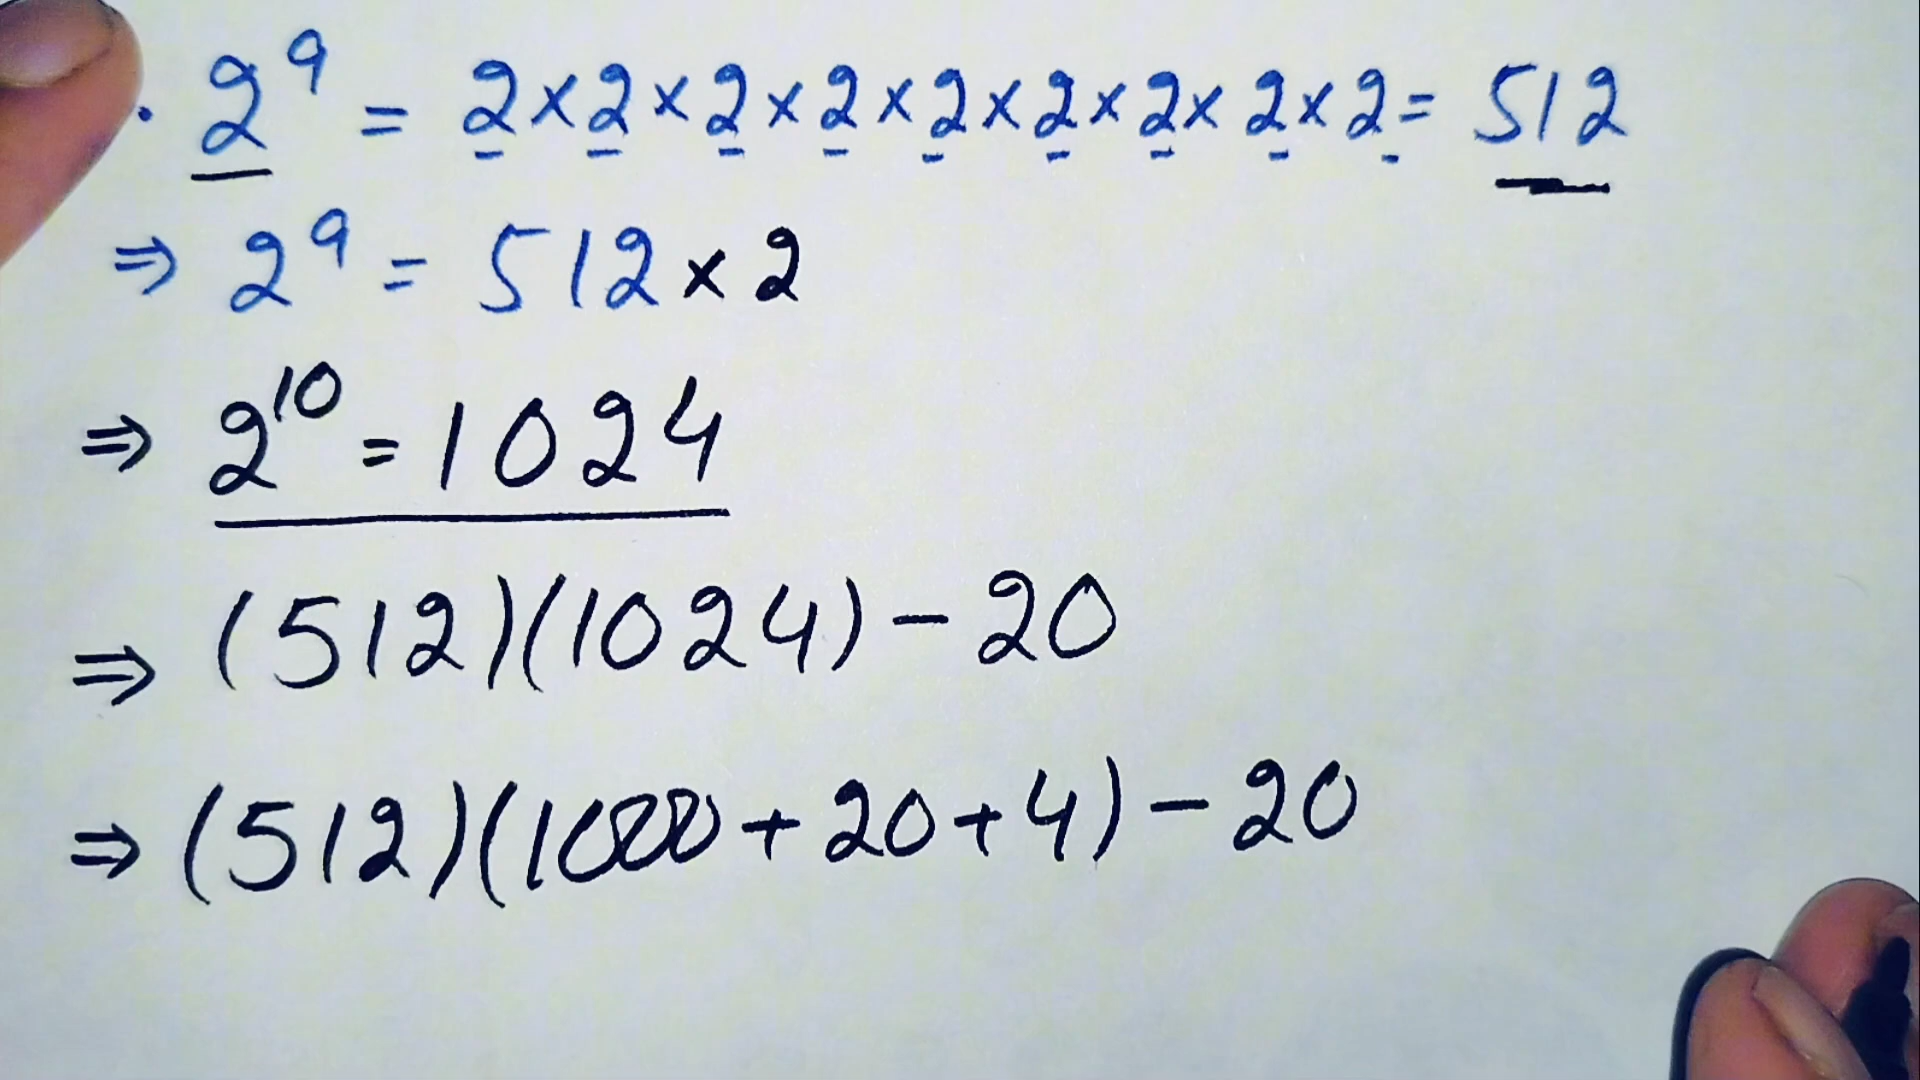 · 2⁹ = 2×2×2×2×2×2×2×2×2= 512
⇒ 2⁹ = 512 × 2
⇒ 2¹⁰ = 1024
⇒ (512)(1024) - 20
⇒ (512)(1000+20+4) - 20